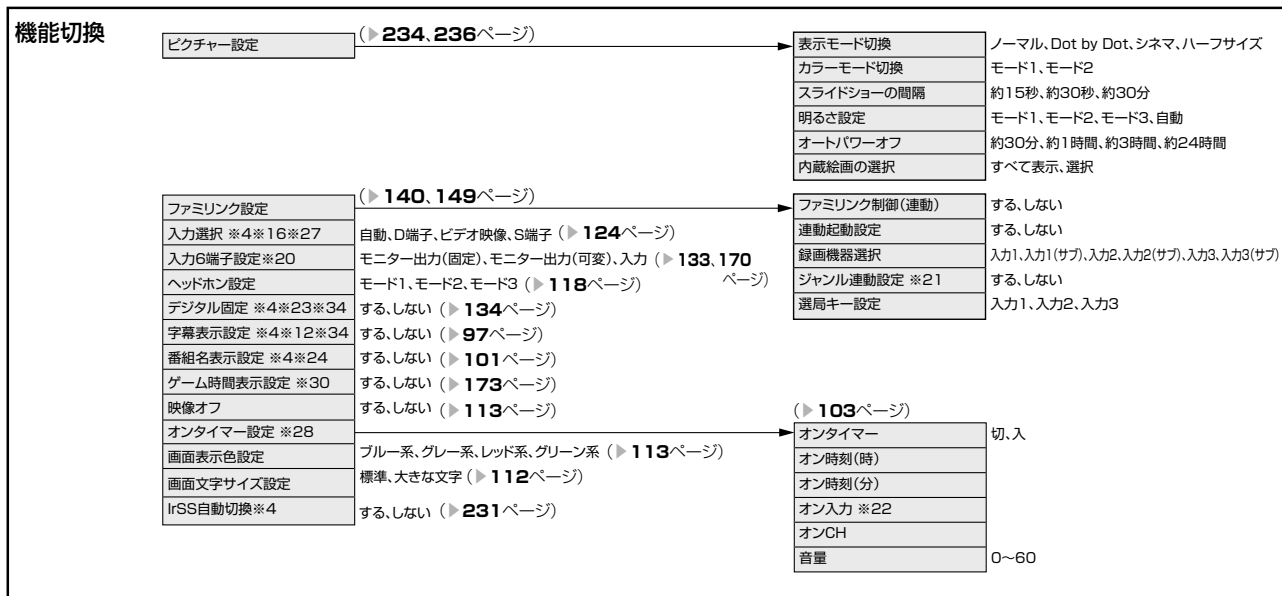 機能切換
ピクチャー設定
(▶234、236ページ)
表示モード切換 ノーマル、Dot by Dot、シネマ、ハーフサイズ
カラーモード切換 モード1、モード2
スライドショーの間隔 約15秒、約30秒、約30分
明るさ設定 モード1、モード2、モード3、自動
オートパワーオフ 約30分、約1時間、約3時間、約24時間
内蔵絵画の選択 すべて表示、選択
ファミリンク設定
(▶140、149ページ)
ファミリンク制御(連動) する、しない
連動起動設定 する、しない
録画機器選択 入力1、入力1(サブ)、入力2、入力2(サブ)、入力3、入力3(サブ)
ジャンル連動設定 ※21 する、しない
選局キー設定 入力1、入力2、入力3
入力選択 ※4※16※27 自動、D端子、ビデオ映像、S端子 (▶124ページ)
入力6端子設定※20 モニター出力(固定)、モニター出力(可変)、入力 (▶133、170
ページ)
ヘッドホン設定 モード1、モード2、モード3 (▶118ページ)
デジタル固定 ※4※23※34 する、しない (▶134ページ)
字幕表示設定 ※4※12※34 する、しない (▶97ページ)
番組名表示設定 ※4※24 する、しない (▶101ページ)
ゲーム時間表示設定 ※30 する、しない (▶173ページ)
映像オフ する、しない (▶113ページ)
オンタイマー設定 ※28
(▶103ページ)
オンタイマー 切、入
オン時刻(時)
オン時刻(分)
オン入力 ※22
オンCH
音量 0〜60
画面表示色設定 ブルー系、グレー系、レッド系、グリーン系 (▶113ページ)
画面文字サイズ設定 標準、大きな文字 (▶112ページ)
IrSS自動切換※4 する、しない (▶231ページ)